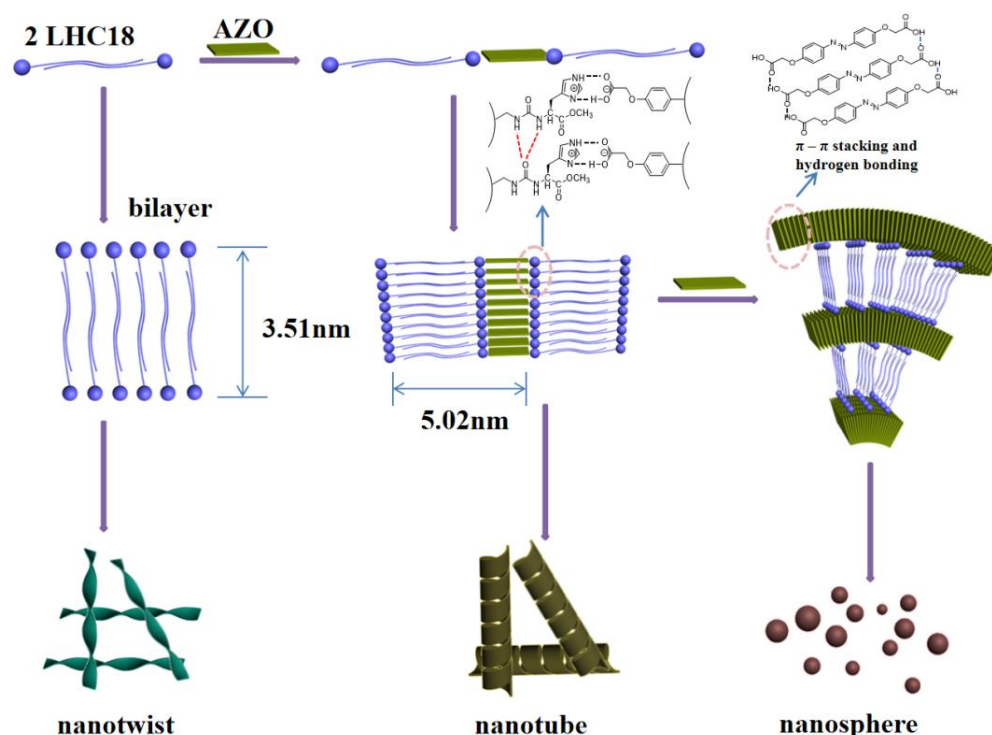 2 LHC18
AZO
π – π stacking and
hydrogen bonding
bilayer
3.51nm
5.02nm
nanotwist
nanotube
nanosphere